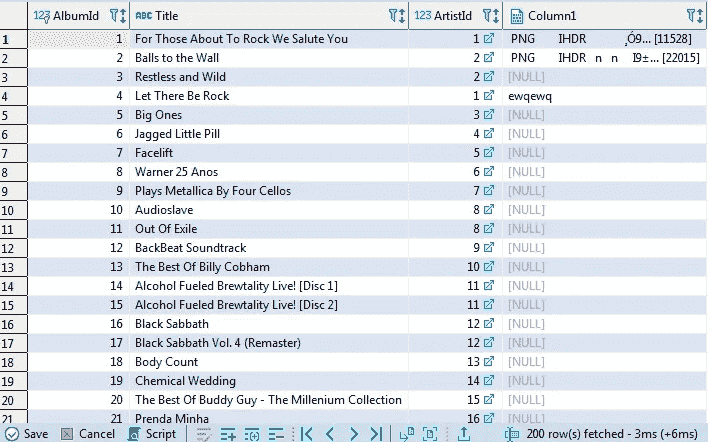 123 AlbumId ABC Title 123 ArtistId Column1
1 1 For Those About To Rock We Salute You 1 PNG IHDR ,Ó9... [11528]
2 2 Balls to the Wall 2 PNG IHDR n n I9±... [22015]
3 3 Restless and Wild 2 [NULL]
4 4 Let There Be Rock 1 ewqewq
5 5 Big Ones 3 [NULL]
6 6 Jagged Little Pill 4 [NULL]
7 7 Facelift 5 [NULL]
8 8 Warner 25 Anos 6 [NULL]
9 9 Plays Metallica By Four Cellos 7 [NULL]
10 10 Audioslave 8 [NULL]
11 11 Out Of Exile 8 [NULL]
12 12 BackBeat Soundtrack 9 [NULL]
13 13 The Best Of Billy Cobham 10 [NULL]
14 14 Alcohol Fueled Brewtality Live! [Disc 1] 11 [NULL]
15 15 Alcohol Fueled Brewtality Live! [Disc 2] 11 [NULL]
16 16 Black Sabbath 12 [NULL]
17 17 Black Sabbath Vol. 4 (Remaster) 12 [NULL]
18 18 Body Count 13 [NULL]
19 19 Chemical Wedding 14 [NULL]
20 20 The Best Of Buddy Guy - The Millenium Collection 15 [NULL]
21 21 Prenda Minha 16 [NULL]
Save Cancel Script 200 row(s) fetched - 3ms (+6ms)